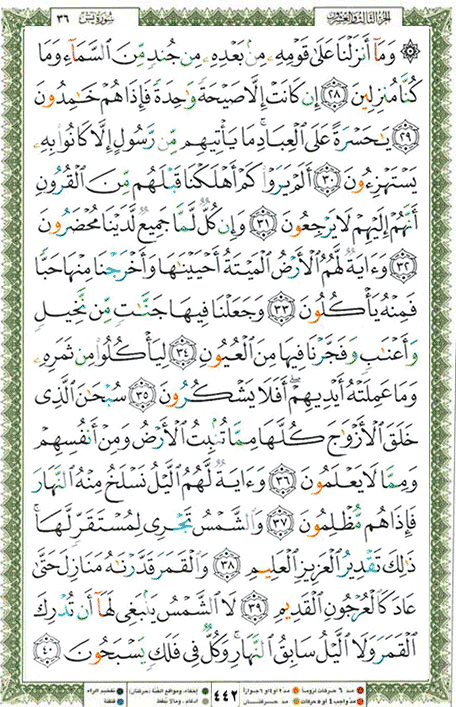 الجزء الثالث والعشرون
سورة يس ٣٦
۞ وَمَآ أَنزَلْنَا عَلَىٰ قَوْمِهِۦ مِنۢ بَعْدِهِۦ مِن جُندٍ مِّنَ ٱلسَّمَآءِ وَمَا
كُنَّا مُنزِلِينَ ٢٨ إِن كَانَتْ إِلَّا صَيْحَةً وَٰحِدَةً فَإِذَا هُمْ خَٰمِدُونَ
٢٩ يَٰحَسْرَةً عَلَى ٱلْعِبَادِ ۚ مَا يَأْتِيهِم مِّن رَّسُولٍ إِلَّا كَانُوا۟ بِهِۦ
يَسْتَهْزِءُونَ ٣٠ أَلَمْ يَرَوْا۟ كَمْ أَهْلَكْنَا قَبْلَهُم مِّنَ ٱلْقُرُونِ
أَنَّهُمْ إِلَيْهِمْ لَا يَرْجِعُونَ ٣١ وَإِن كُلٌّ لَّمَّا جَمِيعٌ لَّدَيْنَا مُحْضَرُونَ
٣٢ وَءَايَةٌ لَّهُمُ ٱلْأَرْضُ ٱلْمَيْتَةُ أَحْيَيْنَٰهَا وَأَخْرَجْنَا مِنْهَا حَبًّا
فَمِنْهُ يَأْكُلُونَ ٣٣ وَجَعَلْنَا فِيهَا جَنَّٰتٍ مِّن نَّخِيلٍ
وَأَعْنَٰبٍ وَفَجَّرْنَا فِيهَا مِنَ ٱلْعُيُونِ ٣٤ لِيَأْكُلُوا۟ مِن ثَمَرِهِۦ
وَمَا عَمِلَتْهُ أَيْدِيهِمْ ۖ أَفَلَا يَشْكُرُونَ ٣٥ سُبْحَٰنَ ٱلَّذِى
خَلَقَ ٱلْأَزْوَٰجَ كُلَّهَا مِمَّا تُنۢبِتُ ٱلْأَرْضُ وَمِنْ أَنفُسِهِمْ
وَمِمَّا لَا يَعْلَمُونَ ٣٦ وَءَايَةٌ لَّهُمُ ٱلَّيْلُ نَسْلَخُ مِنْهُ ٱلنَّهَارَ
فَإِذَا هُم مُّظْلِمُونَ ٣٧ وَٱلشَّمْسُ تَجْرِى لِمُسْتَقَرٍّ لَّهَا ۚ
ذَٰلِكَ تَقْدِيرُ ٱلْعَزِيزِ ٱلْعَلِيمِ ٣٨ وَٱلْقَمَرَ قَدَّرْنَٰهُ مَنَازِلَ حَتَّىٰ
عَادَ كَٱلْعُرْجُونِ ٱلْقَدِيمِ ٣٩ لَا ٱلشَّمْسُ يَنۢبَغِى لَهَآ أَن تُدْرِكَ
ٱلْقَمَرَ وَلَا ٱلَّيْلُ سَابِقُ ٱلنَّهَارِ ۚ وَكُلٌّ فِى فَلَكٍ يَسْبَحُونَ ٤٠
مد ٦ حركات لزوماً مد ٢ أو ٤ أو ٦ جوازاً
مد واجب ٤ أو ٥ حركات مد حركتان
٤٤٢
إخفاء، ومواقع الغنة (حركتان) تفخيم الراء
إدغام، وما لا يلفظ قلقلة